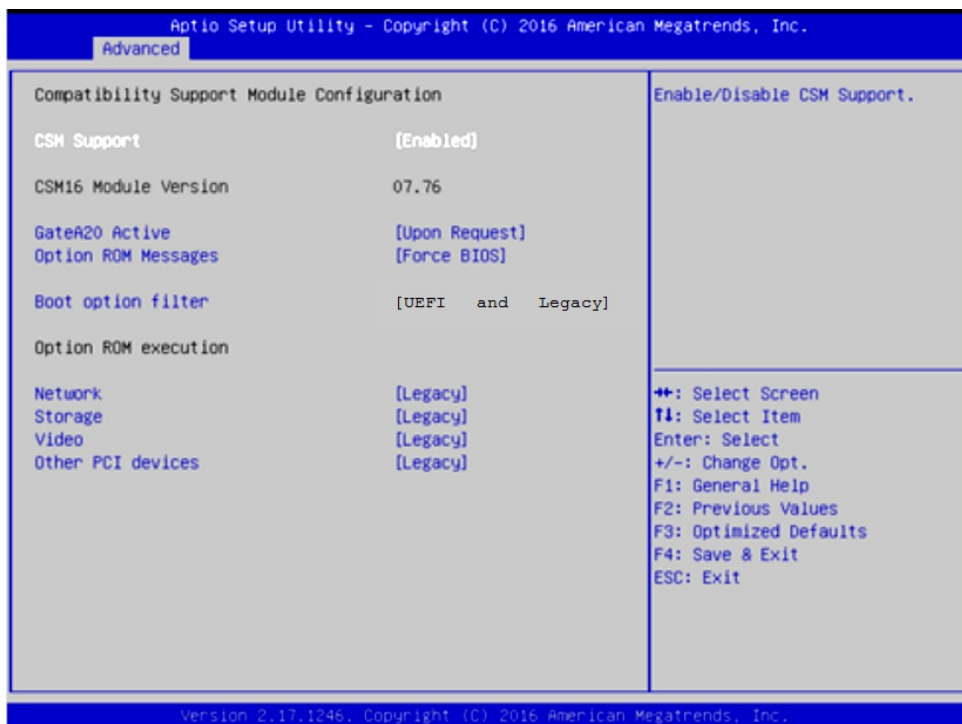 Aptio Setup Utility – Copyright (C) 2016 American Megatrends, Inc.
Advanced
Compatibility Support Module Configuration
CSM Support [Enabled]
CSM16 Module Version 07.76
GateA20 Active [Upon Request]
Option ROM Messages [Force BIOS]
Boot option filter [UEFI and Legacy]
Option ROM execution
Network [Legacy]
Storage [Legacy]
Video [Legacy]
Other PCI devices [Legacy]
Enable/Disable CSM Support.
→←: Select Screen
↑↓: Select Item
Enter: Select
+/-: Change Opt.
F1: General Help
F2: Previous Values
F3: Optimized Defaults
F4: Save & Exit
ESC: Exit
Version 2.17.1246. Copyright (C) 2016 American Megatrends, Inc.